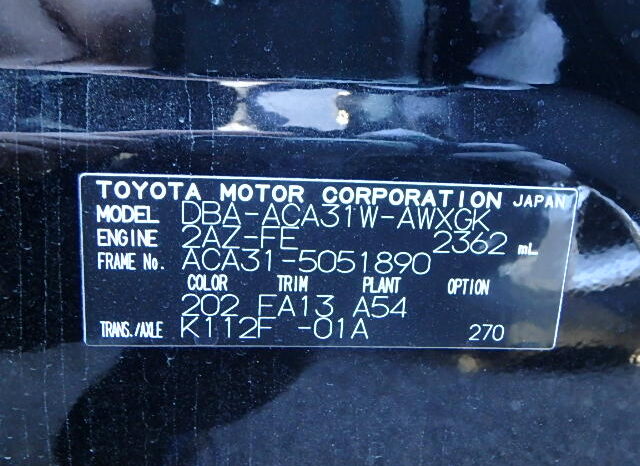 TOYOTA MOTOR CORPORATION JAPAN
MODEL DBA-ACA31W-AWXGK
ENGINE 2AZ-FE 2362 mL
FRAME No. ACA31-5051890
COLOR TRIM PLANT OPTION
202 FA13 A54
TRANS./AXLE K112F -01A 270